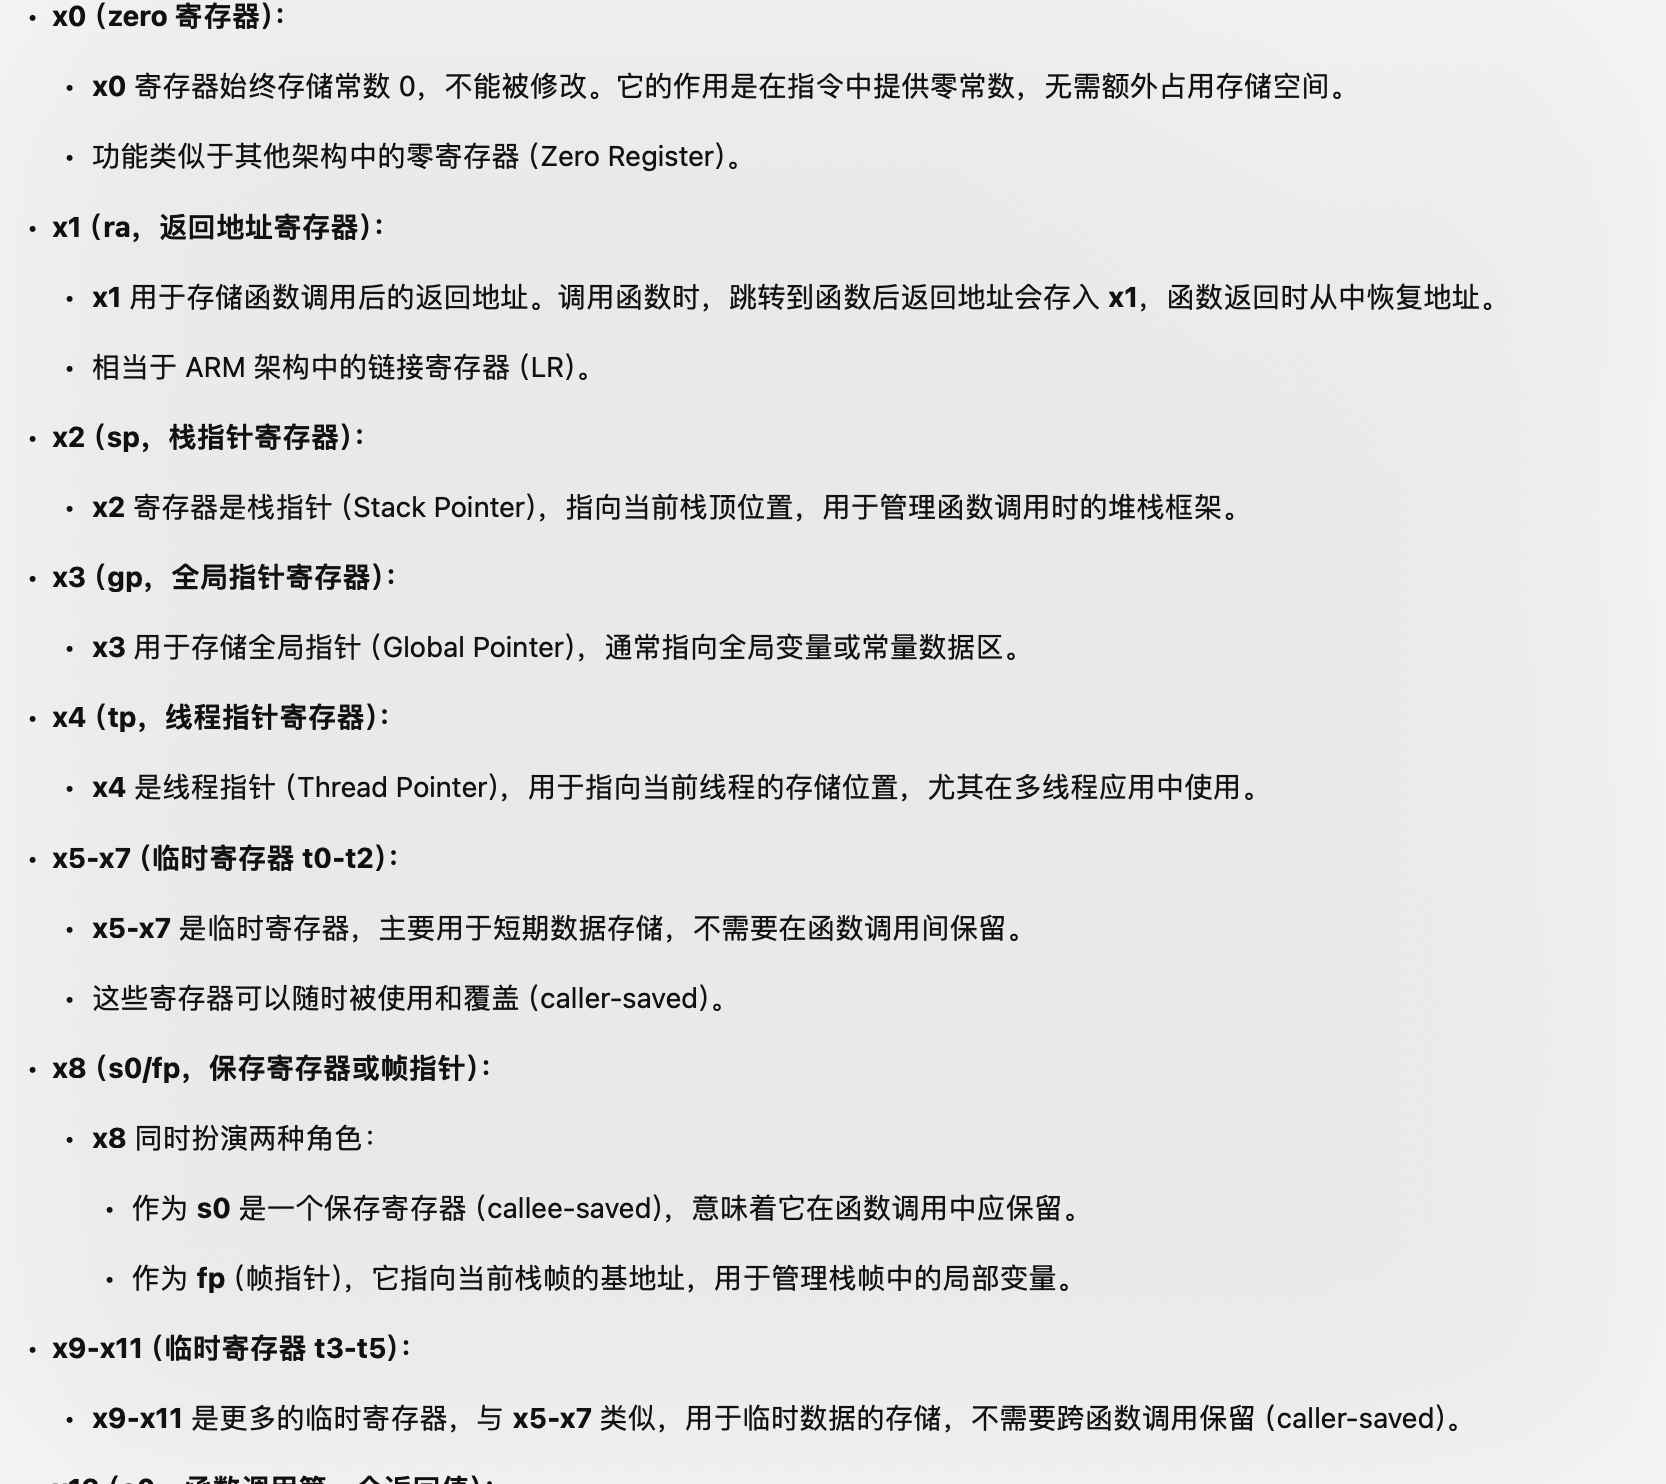 • x0 (zero 寄存器)：
• x0 寄存器始终存储常数 0，不能被修改。它的作用是在指令中提供零常数，无需额外占用存储空间。
• 功能类似于其他架构中的零寄存器 (Zero Register)。
• x1 (ra，返回地址寄存器)：
• x1 用于存储函数调用后的返回地址。调用函数时，跳转到函数后返回地址会存入 x1，函数返回时从中恢复地址。
• 相当于 ARM 架构中的链接寄存器 (LR)。
• x2 (sp，栈指针寄存器)：
• x2 寄存器是栈指针 (Stack Pointer)，指向当前栈顶位置，用于管理函数调用时的堆栈框架。
• x3 (gp，全局指针寄存器)：
• x3 用于存储全局指针 (Global Pointer)，通常指向全局变量或常量数据区。
• x4 (tp，线程指针寄存器)：
• x4 是线程指针 (Thread Pointer)，用于指向当前线程的存储位置，尤其在多线程应用中使用。
• x5-x7 (临时寄存器 t0-t2)：
• x5-x7 是临时寄存器，主要用于短期数据存储，不需要在函数调用间保留。
• 这些寄存器可以随时被使用和覆盖 (caller-saved)。
• x8 (s0/fp，保存寄存器或帧指针)：
• x8 同时扮演两种角色：
• 作为 s0 是一个保存寄存器 (callee-saved)，意味着它在函数调用中应保留。
• 作为 fp (帧指针)，它指向当前栈帧的基地址，用于管理栈帧中的局部变量。
• x9-x11 (临时寄存器 t3-t5)：
• x9-x11 是更多的临时寄存器，与 x5-x7 类似，用于临时数据的存储，不需要跨函数调用保留 (caller-saved)。